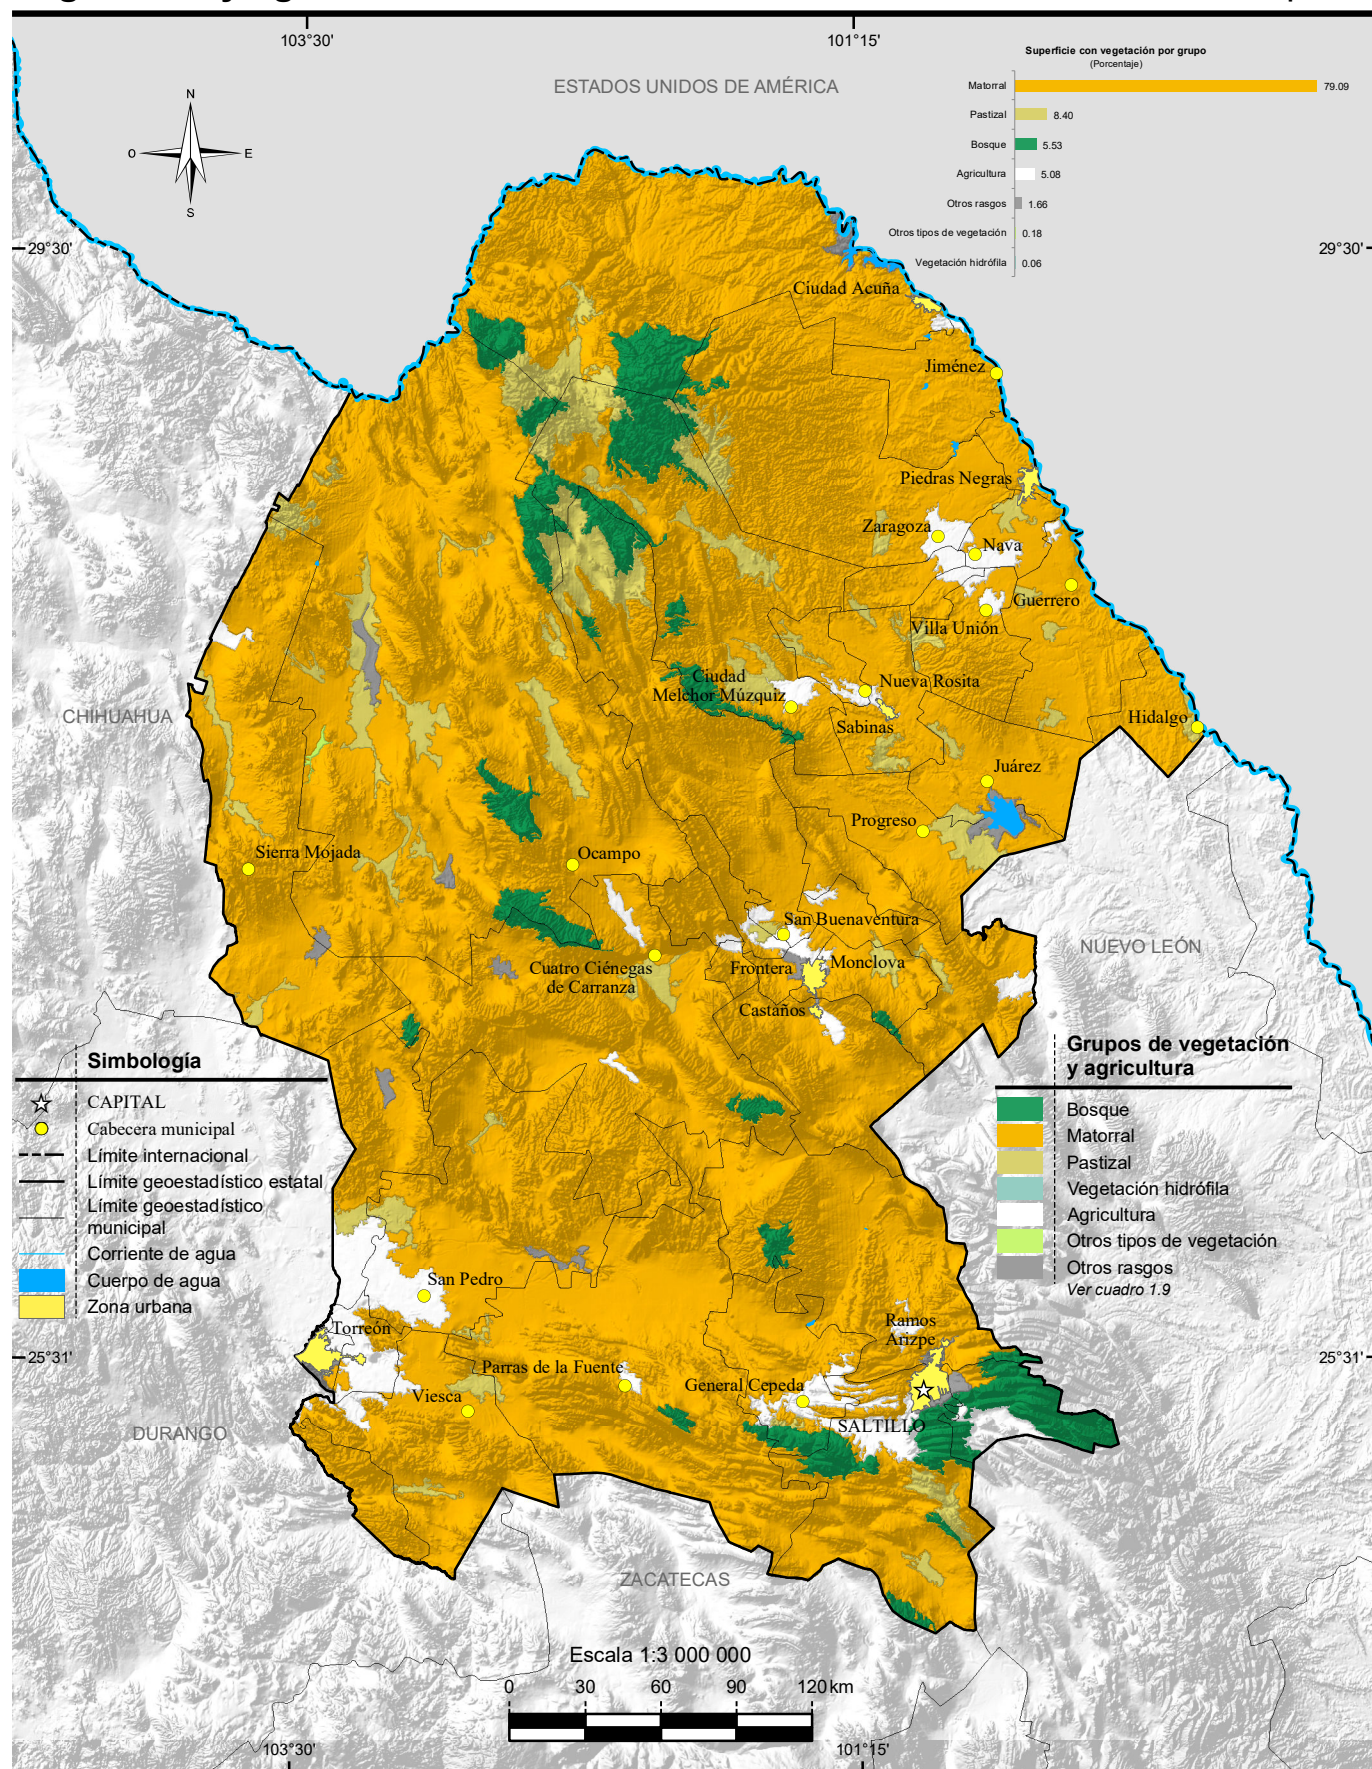 103°30'
101°15'
Superficie con vegetación por grupo
(Porcentaje)
ESTADOS UNIDOS DE AMÉRICA
Matorral 79.09
Pastizal 8.40
Bosque 5.53
Agricultura 5.08
Otros rasgos 1.66
Otros tipos de vegetación 0.18
Vegetación hidrófila 0.06
N
O
E
S
29°30'
29°30'
Ciudad Acuña
Jiménez
Piedras Negras
Zaragoza
Nava
Guerrero
Villa Unión
Ciudad
Melchor Múzquiz
Nueva Rosita
Sabinas
CHIHUAHUA
Hidalgo
Juárez
Progreso
Sierra Mojada
Ocampo
San Buenaventura
NUEVO LEÓN
Cuatro Ciénegas
de Carranza
Frontera
Monclova
Castaños
Simbología
CAPITAL
Cabecera municipal
Límite internacional
Límite geoestadístico estatal
Límite geoestadístico
municipal
Corriente de agua
Cuerpo de agua
Zona urbana
Grupos de vegetación
y agricultura
Bosque
Matorral
Pastizal
Vegetación hidrófila
Agricultura
Otros tipos de vegetación
Otros rasgos
Ver cuadro 1.9
San Pedro
Torreón
Ramos
Arizpe
25°31'
25°31'
Parras de la Fuente
General Cepeda
Viesca
SALTILLO
DURANGO
ZACATECAS
Escala 1:3 000 000
0 30 60 90 120 km
103°30'
101°15'